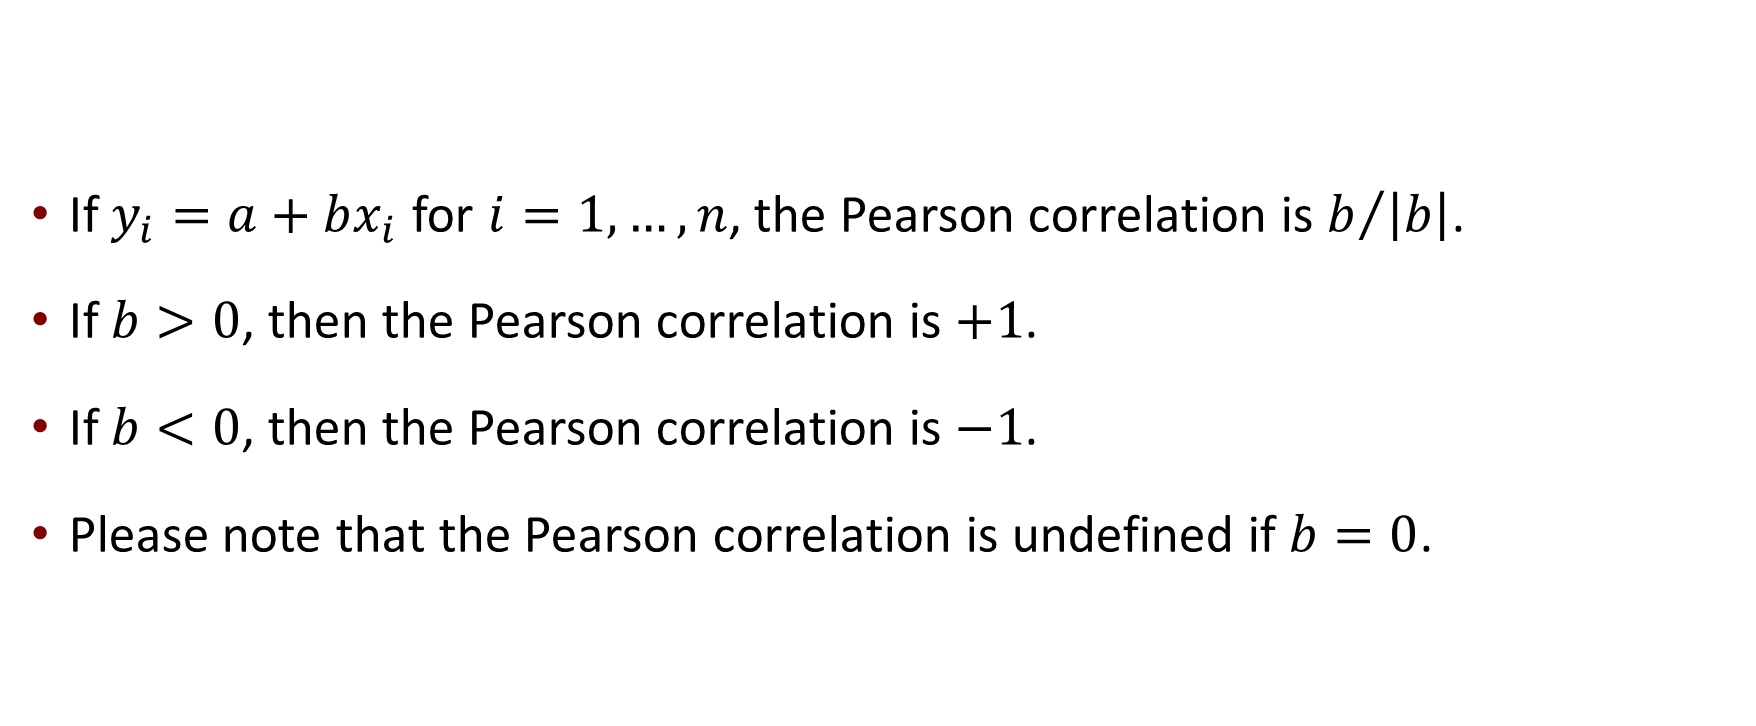 • If 𝑦ᵢ = 𝑎 + 𝑏𝑥ᵢ for 𝑖 = 1, … , 𝑛, the Pearson correlation is 𝑏/|𝑏|.
• If 𝑏 > 0, then the Pearson correlation is +1.
• If 𝑏 < 0, then the Pearson correlation is −1.
• Please note that the Pearson correlation is undefined if 𝑏 = 0.